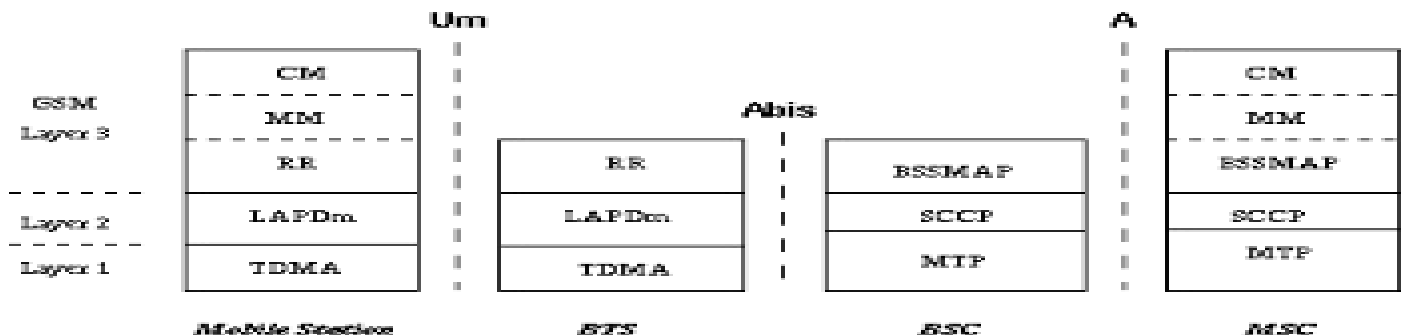 Um A
CM CM
GSM
Layer 3
MM Abis MM
RR RR BSSMAP BSSMAP
Layer 2 LAPDm LAPDm SCCP SCCP
Layer 1 TDMA TDMA MTP MTP
Mobile Station BTS BSC MSC